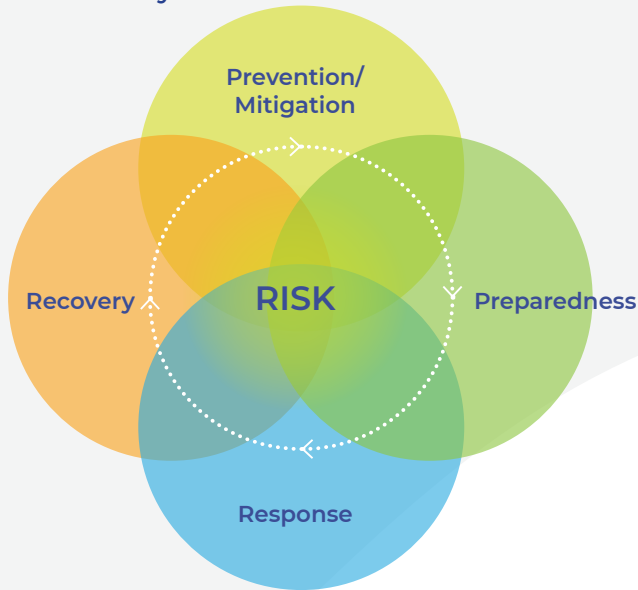 Prevention/
Mitigation
Recovery
RISK
Preparedness
Response